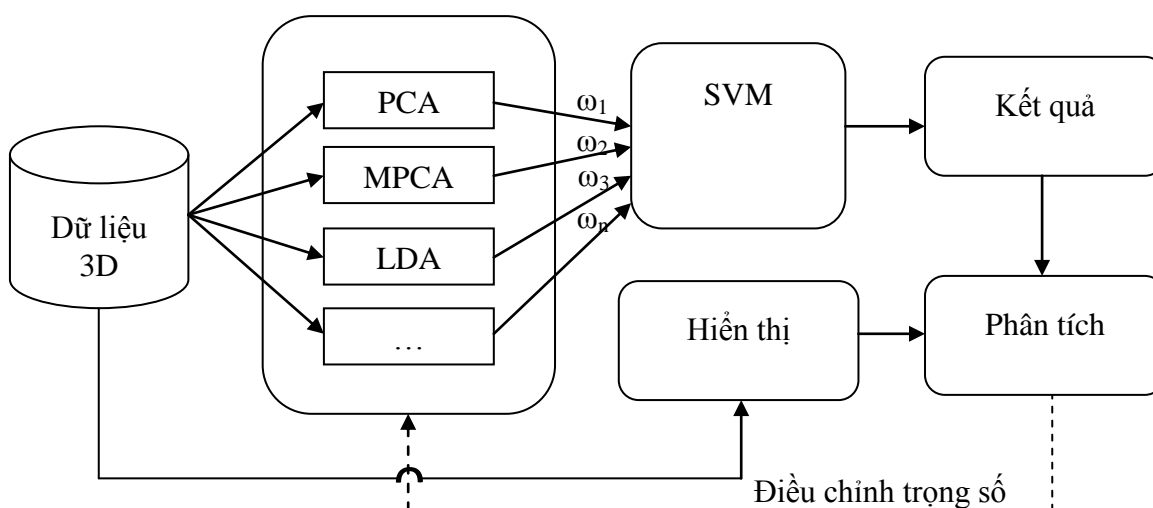 Dữ liệu
3D
PCA
MPCA
LDA
…
ω1
ω2
ω3
ωn
SVM
Kết quả
Hiển thị
Phân tích
Điều chỉnh trọng số